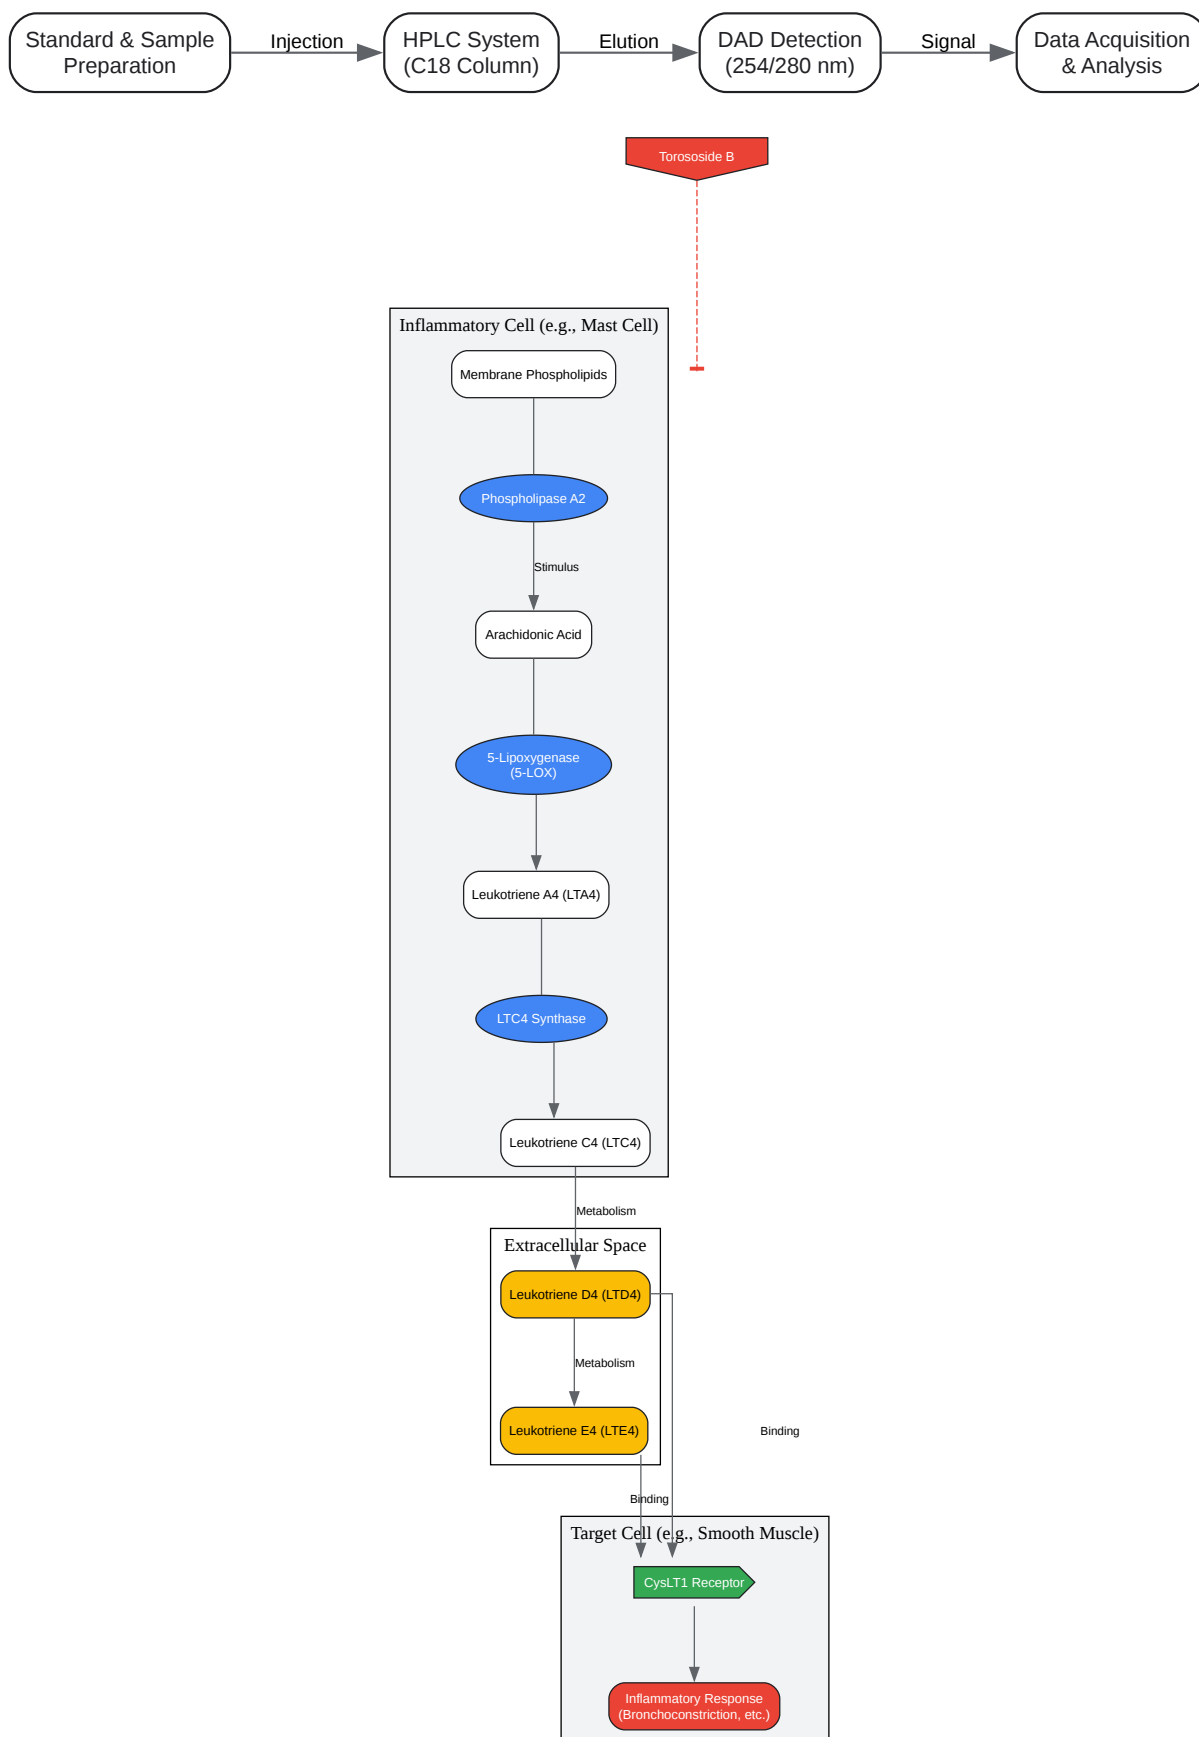 Standard & Sample
Preparation
Injection
HPLC System
(C18 Column)
Elution
DAD Detection
(254/280 nm)
Signal
Data Acquisition
& Analysis
Torososide B
Inflammatory Cell (e.g., Mast Cell)
Membrane Phospholipids
Phospholipase A2
Stimulus
Arachidonic Acid
5-Lipoxygenase
(5-LOX)
Leukotriene A4 (LTA4)
LTC4 Synthase
Leukotriene C4 (LTC4)
Metabolism
Extracellular Space
Leukotriene D4 (LTD4)
Metabolism
Leukotriene E4 (LTE4)
Binding
Binding
Target Cell (e.g., Smooth Muscle)
CysLT1 Receptor
Inflammatory Response
(Bronchoconstriction, etc.)